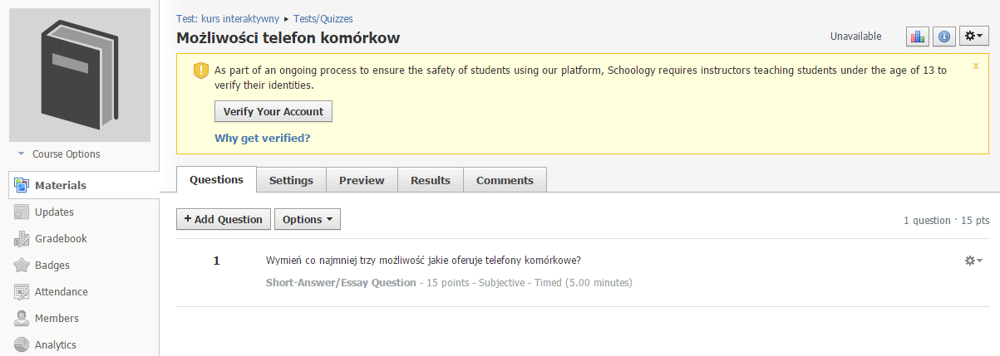 Test: kurs interaktywny ▸ Tests/Quizzes
Możliwości telefon komórkow
Unavailable
As part of an ongoing process to ensure the safety of students using our platform, Schoology requires instructors teaching students under the age of 13 to
verify their identities.
x
Verify Your Account
Why get verified?
Course Options
Materials
Updates
Gradebook
Badges
Attendance
Members
Analytics
Questions
Settings
Preview
Results
Comments
+ Add Question
Options
1 question · 15 pts
1
Wymień co najmniej trzy możliwość jakie oferuje telefony komórkowe?
Short-Answer/Essay Question - 15 points - Subjective - Timed (5.00 minutes)